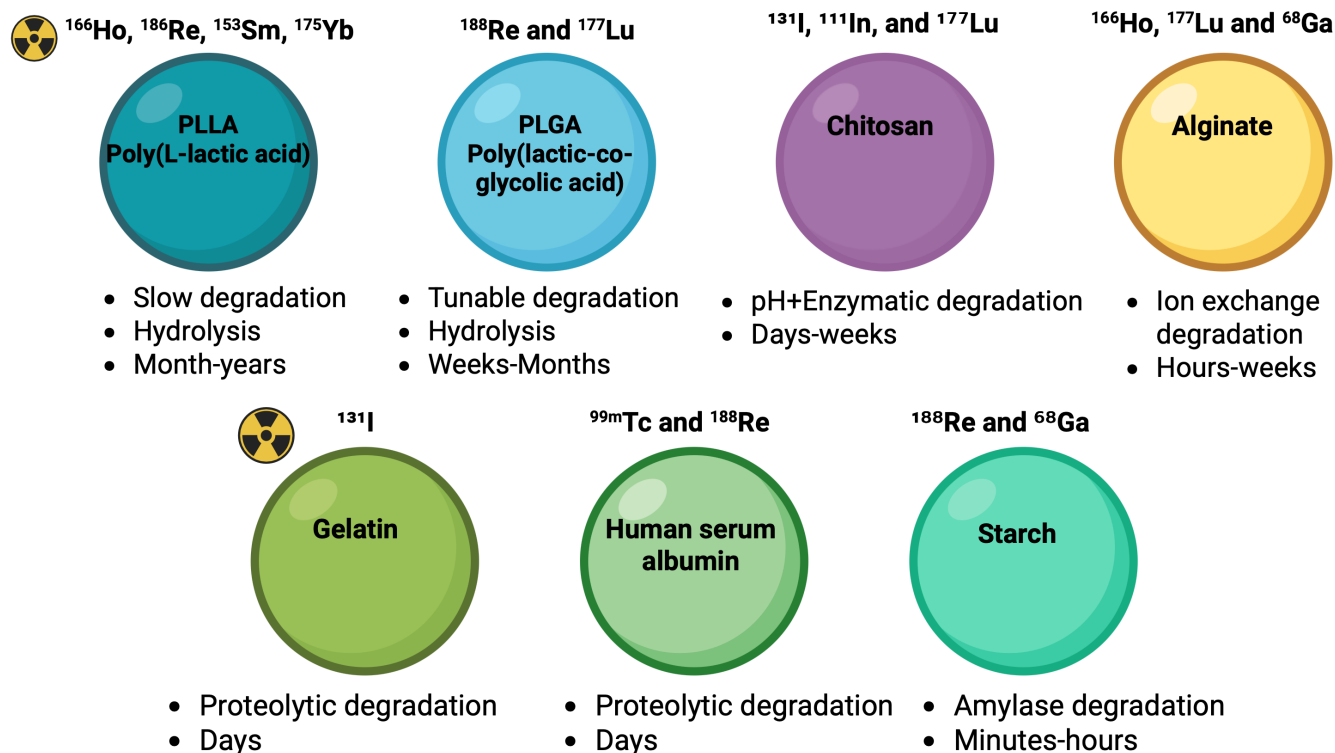 ¹⁶⁶Ho, ¹⁸⁶Re, ¹⁵³Sm, ¹⁷⁵Yb
PLLA
Poly(L-lactic acid)
• Slow degradation
• Hydrolysis
• Month-years
¹⁸⁸Re and ¹⁷⁷Lu
PLGA
Poly(lactic-co-
glycolic acid)
• Tunable degradation
• Hydrolysis
• Weeks-Months
¹³¹I, ¹¹¹In, and ¹⁷⁷Lu
Chitosan
• pH+Enzymatic degradation
• Days-weeks
¹⁶⁶Ho, ¹⁷⁷Lu and ⁶⁸Ga
Alginate
• Ion exchange
degradation
• Hours-weeks
¹³¹I
Gelatin
• Proteolytic degradation
• Days
⁹⁹ᵐTc and ¹⁸⁸Re
Human serum
albumin
• Proteolytic degradation
• Days
¹⁸⁸Re and ⁶⁸Ga
Starch
• Amylase degradation
• Minutes-hours